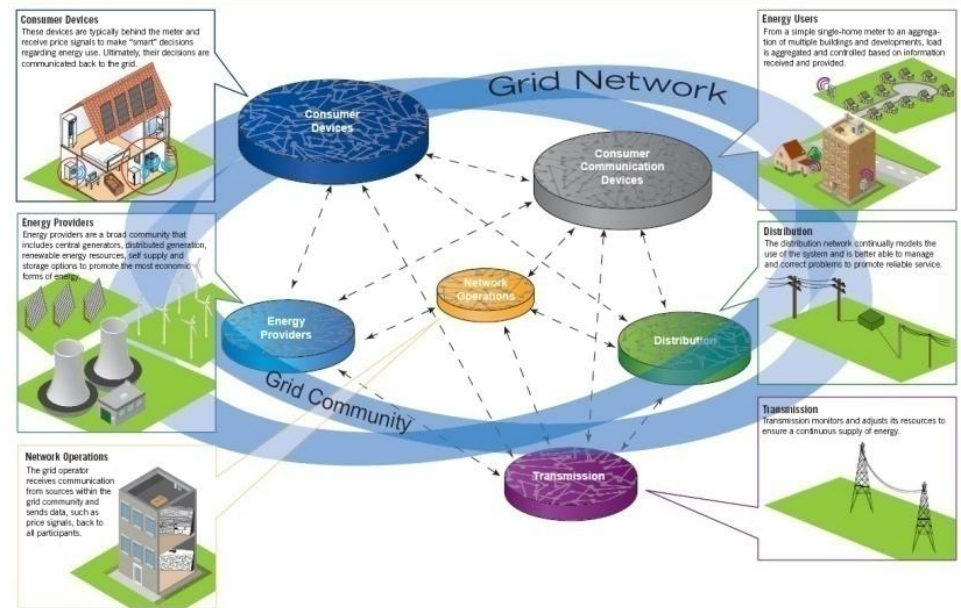 Consumer Devices
These devices are typically behind the meter and
receive price signals to make "smart" decisions
regarding energy use. Ultimately, their decisions are
communicated back to the grid.
Energy Users
From a simple single-home meter to an aggrega-
tion of multiple buildings and developments, load
is aggregated and controlled based on information
received and provided.
Grid Network
Consumer
Devices
Consumer
Communication
Devices
Energy Providers
Energy providers are a broad community that
includes central generators, distributed generation,
renewable energy resources, self supply and
storage options to promote the most economic
forms of energy.
Distribution
The distribution network continually models the
use of the system and is better able to manage
and correct problems to promote reliable service.
Network
Operations
Energy
Providers
Distribution
Grid Community
Transmission
Transmission monitors and adjusts its resources to
ensure a continuous supply of energy.
Network Operations
The grid operator
receives communication
from sources within the
grid community and
sends data, such as
price signals, back to
all participants.
Transmission